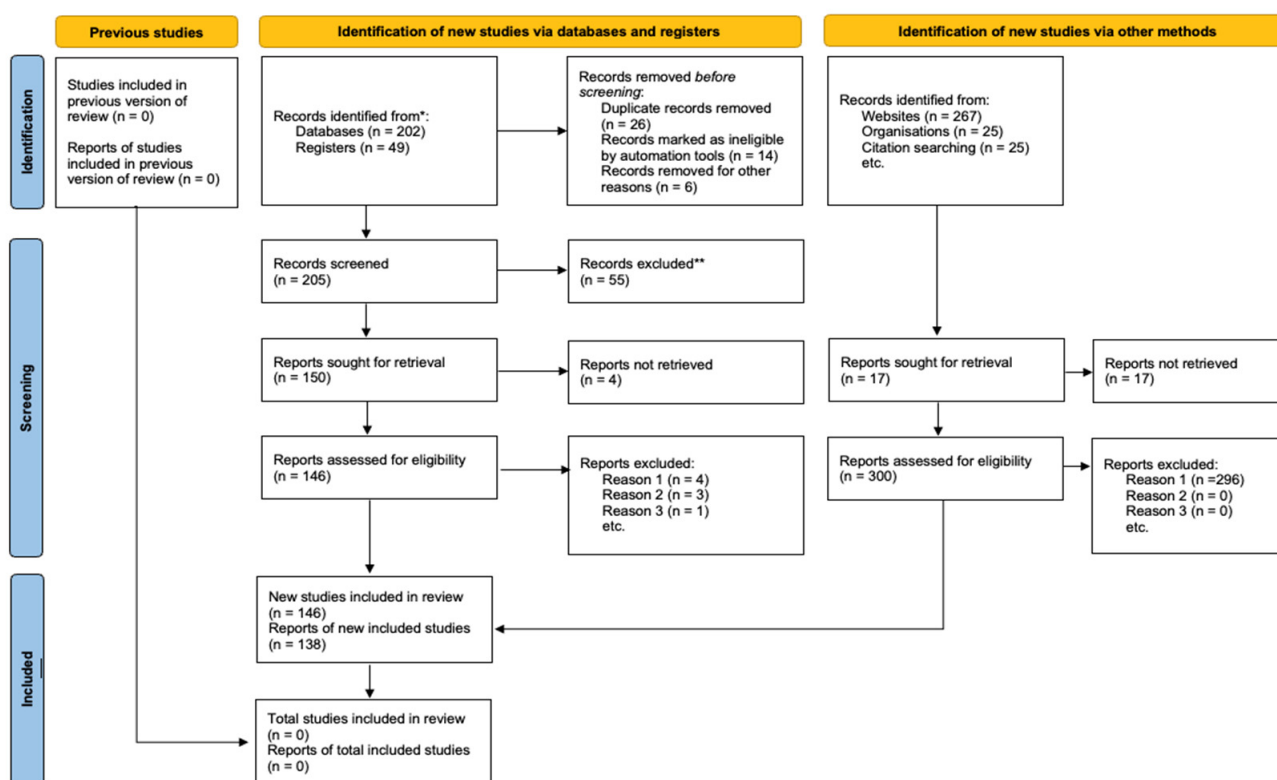 Previous studies
Identification of new studies via databases and registers
Identification of new studies via other methods
Identification
Studies included in
previous version of
review (n = 0)
Reports of studies
included in previous
version of review (n = 0)
Records identified from*:
Databases (n = 202)
Registers (n = 49)
Records removed before
screening:
Duplicate records removed
(n = 26)
Records marked as ineligible
by automation tools (n = 14)
Records removed for other
reasons (n = 6)
Records identified from:
Websites (n = 267)
Organisations (n = 25)
Citation searching (n = 25)
etc.
Screening
Records screened
(n = 205)
Records excluded**
(n = 55)
Reports sought for retrieval
(n = 150)
Reports not retrieved
(n = 4)
Reports sought for retrieval
(n = 17)
Reports not retrieved
(n = 17)
Reports assessed for eligibility
(n = 146)
Reports excluded:
Reason 1 (n = 4)
Reason 2 (n = 3)
Reason 3 (n = 1)
etc.
Reports assessed for eligibility
(n = 300)
Reports excluded:
Reason 1 (n =296)
Reason 2 (n = 0)
Reason 3 (n = 0)
etc.
Included
New studies included in review
(n = 146)
Reports of new included studies
(n = 138)
Total studies included in review
(n = 0)
Reports of total included studies
(n = 0)